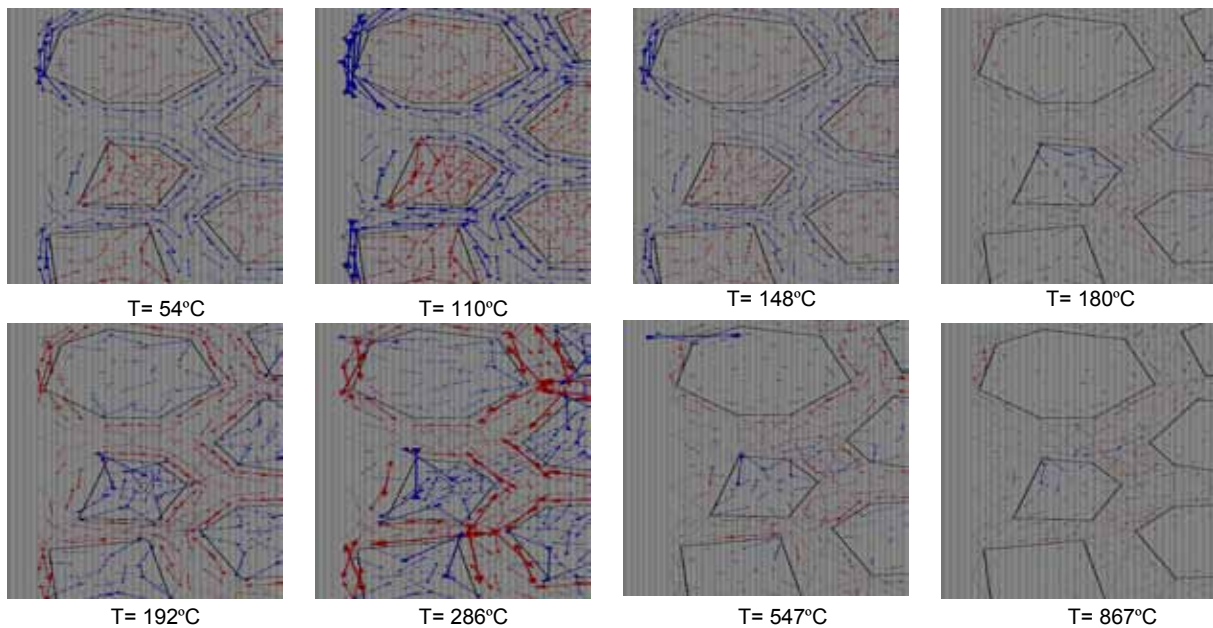 T= 54ºC
T= 110ºC
T= 148ºC
T= 180ºC
T= 192ºC
T= 286ºC
T= 547ºC
T= 867ºC